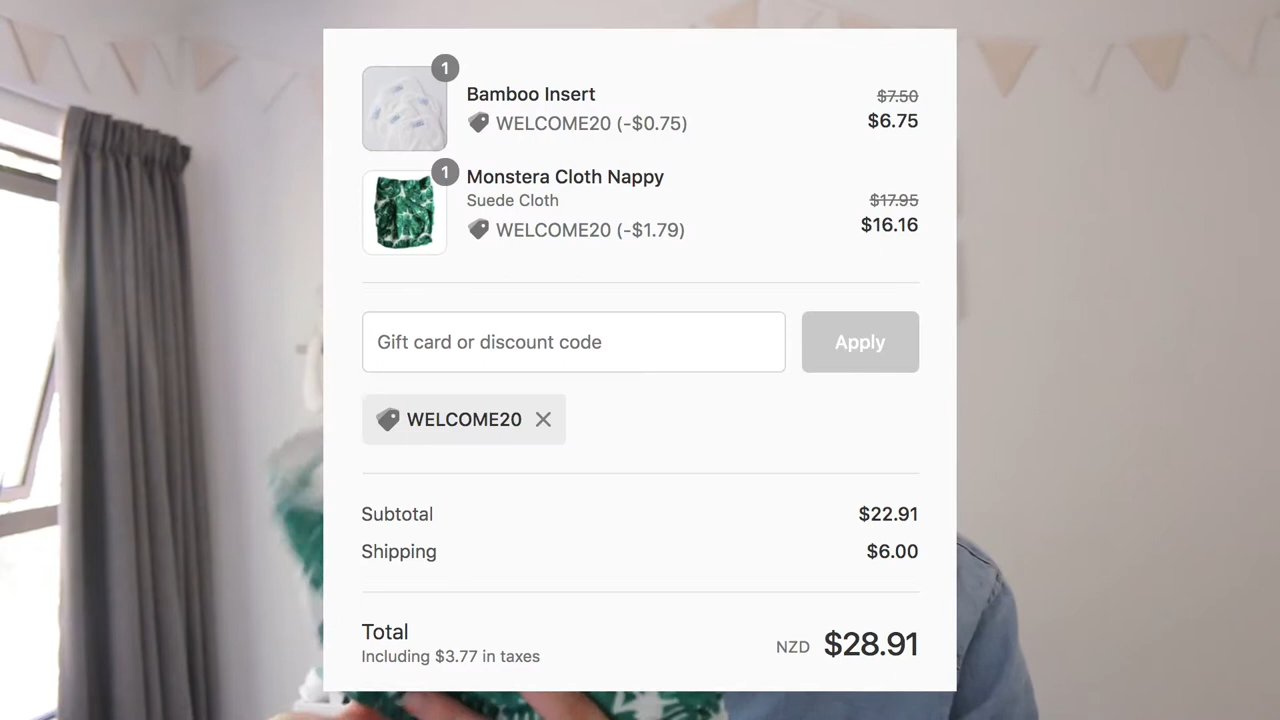 1
Bamboo Insert
$7.50
WELCOME20 (-$0.75)
$6.75
1
Monstera Cloth Nappy
Suede Cloth
$17.95
WELCOME20 (-$1.79)
$16.16
Gift card or discount code
Apply
WELCOME20
Subtotal
$22.91
Shipping
$6.00
Total
Including $3.77 in taxes
NZD $28.91